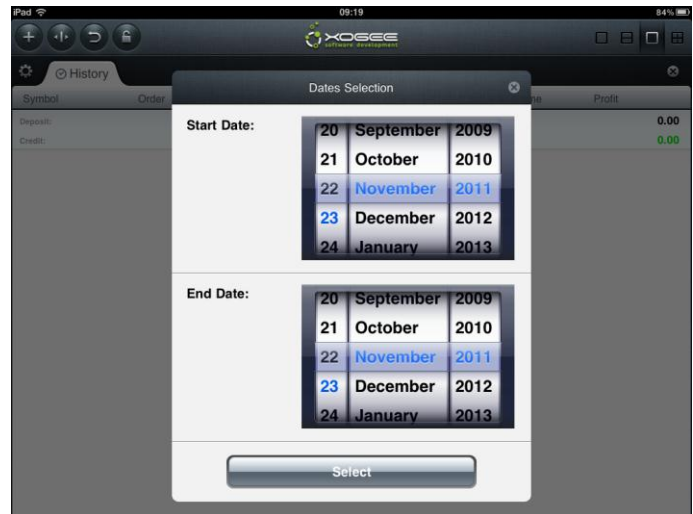 iPad 09:19 84%
XOGEE
software development
History
Dates Selection
Symbol Order Profit
Deposit: 0.00
Credit: 0.00
Start Date:
20 September 2009
21 October 2010
22 November 2011
23 December 2012
24 January 2013
End Date:
20 September 2009
21 October 2010
22 November 2011
23 December 2012
24 January 2013
Select